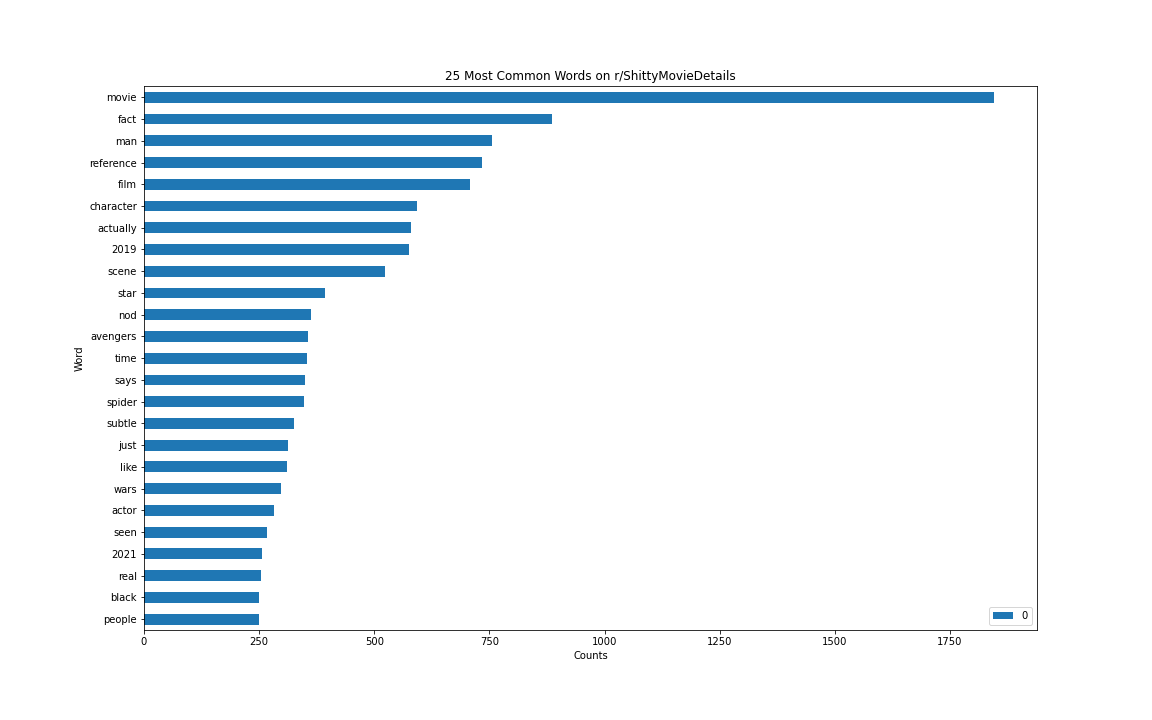 25 Most Common Words on r/ShittyMovieDetails
movie
fact
man
reference
film
character
actually
2019
scene
star
nod
avengers
time
says
spider
subtle
just
like
wars
actor
seen
2021
real
black
people
Word
0
0 250 500 750 1000 1250 1500 1750
Counts